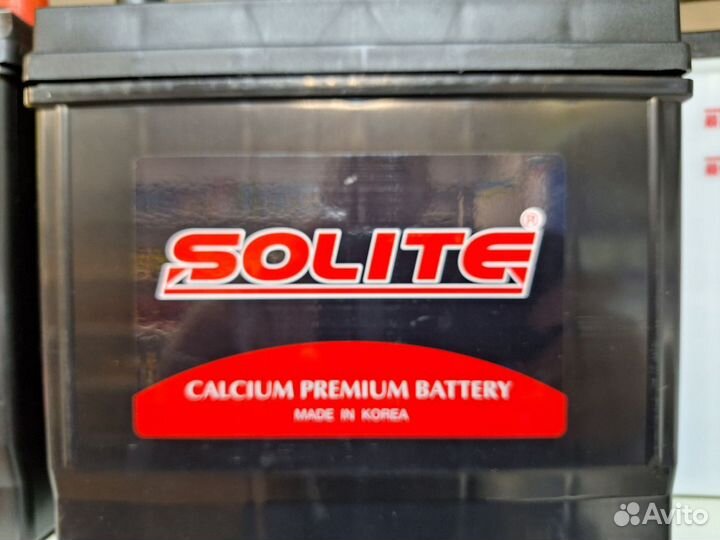 SOLITE®
CALCIUM PREMIUM BATTERY
MADE IN KOREA
Avito